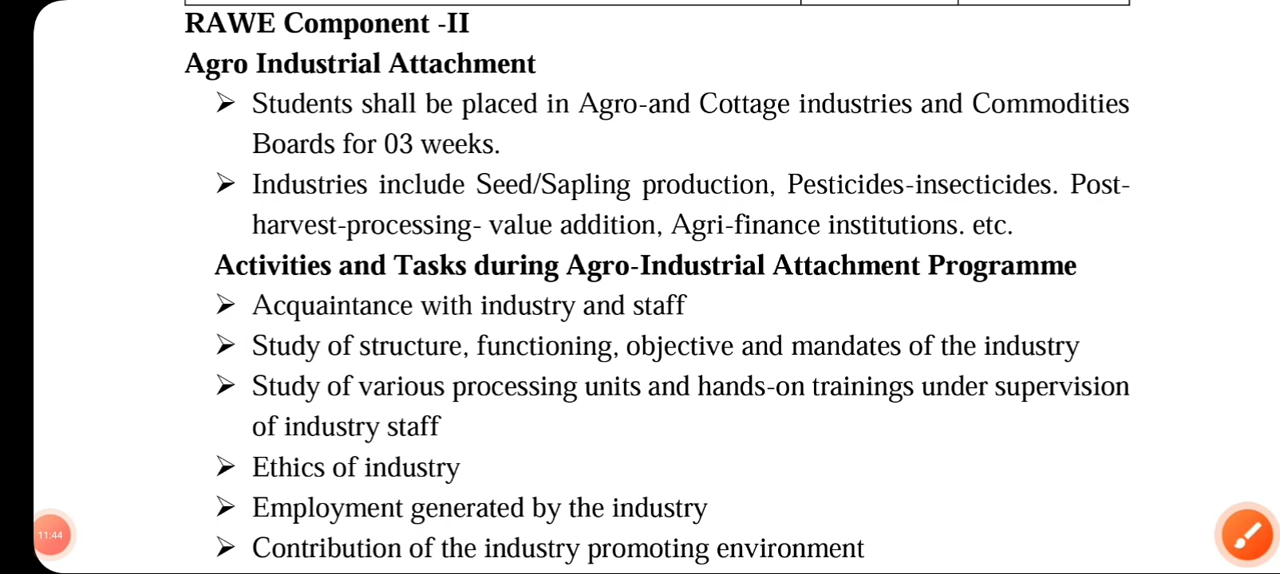 RAWE Component -II
Agro Industrial Attachment
➢ Students shall be placed in Agro-and Cottage industries and Commodities
Boards for 03 weeks.
➢ Industries include Seed/Sapling production, Pesticides-insecticides. Post-
harvest-processing- value addition, Agri-finance institutions. etc.
Activities and Tasks during Agro-Industrial Attachment Programme
➢ Acquaintance with industry and staff
➢ Study of structure, functioning, objective and mandates of the industry
➢ Study of various processing units and hands-on trainings under supervision
of industry staff
➢ Ethics of industry
➢ Employment generated by the industry
➢ Contribution of the industry promoting environment
11:44